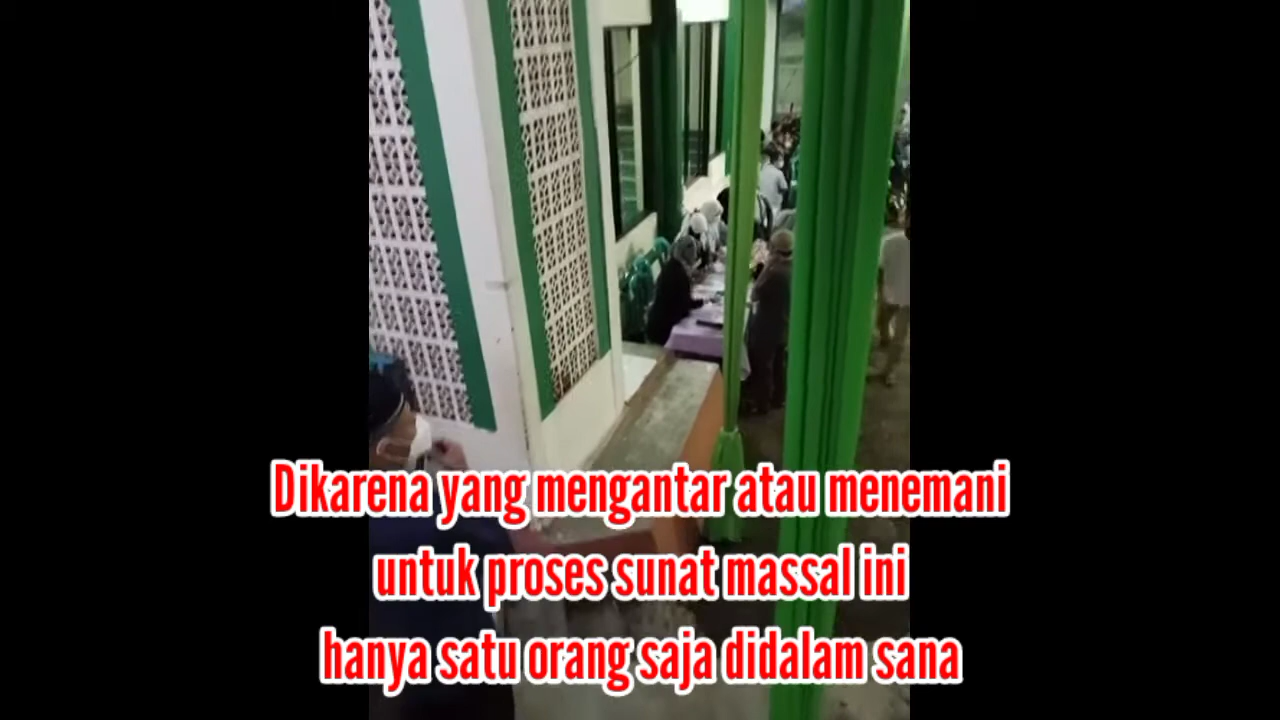 Dikarena yang mengantar atau menemani
untuk proses sunat massal ini
hanya satu orang saja didalam sana